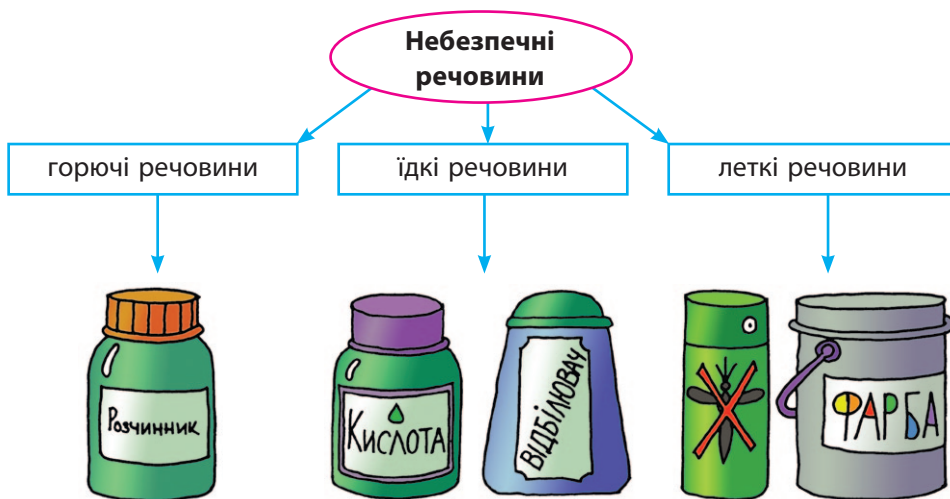 Небезпечні
речовини
горючі речовини
їдкі речовини
леткі речовини
Розчинник
Кислота
ВІДБІЛЮВАЧ
ФАРБА